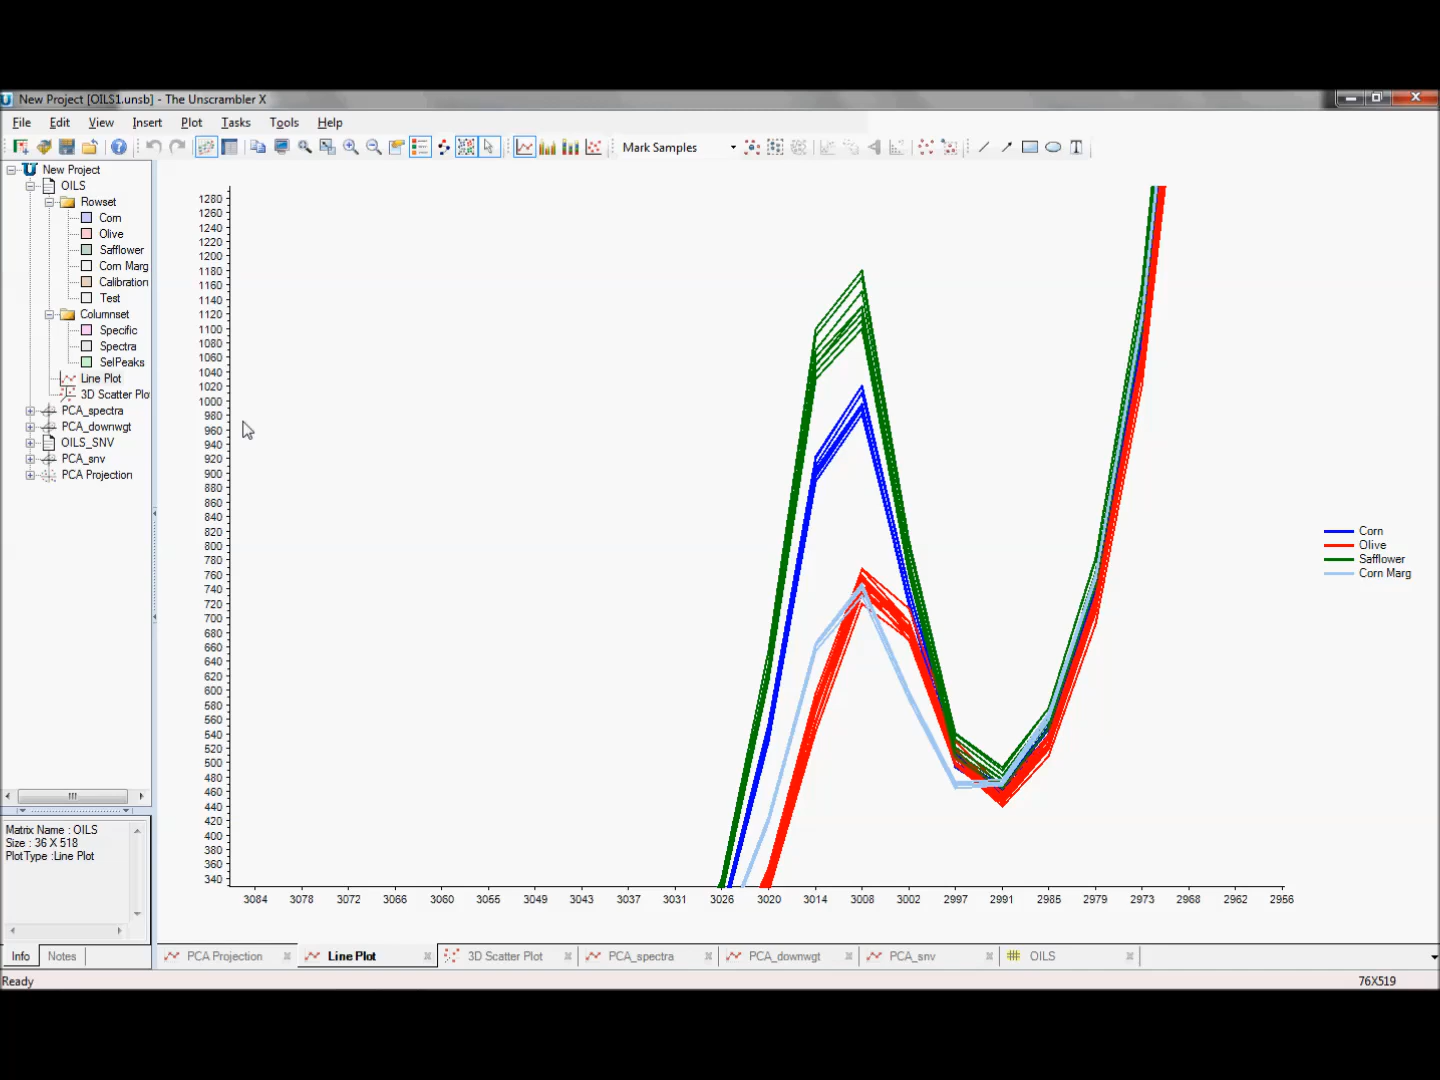 New Project [OILS1.unsb] - The Unscrambler X
File Edit View Insert Plot Tasks Tools Help
Mark Samples
New Project
OILS
Rowset
Corn
Olive
Safflower
Corn Marg
Calibration
Test
Columnset
Specific
Spectra
SelPeaks
Line Plot
3D Scatter Plo
PCA_spectra
PCA_downwgt
OILS_SNV
PCA_snv
PCA Projection
Matrix Name : OILS
Size : 36 X 518
PlotType :Line Plot
Info Notes
1280
1260
1240
1220
1200
1180
1160
1140
1120
1100
1080
1060
1040
1020
1000
980
960
940
920
900
880
860
840
820
800
780
760
740
720
700
680
660
640
620
600
580
560
540
520
500
480
460
440
420
400
380
360
340
3084 3078 3072 3066 3060 3055 3049 3043 3037 3031 3026 3020 3014 3008 3002 2997 2991 2985 2979 2973 2968 2962 2956
Corn
Olive
Safflower
Corn Marg
PCA Projection Line Plot 3D Scatter Plot PCA_spectra PCA_downwgt PCA_snv OILS
Ready 76X519